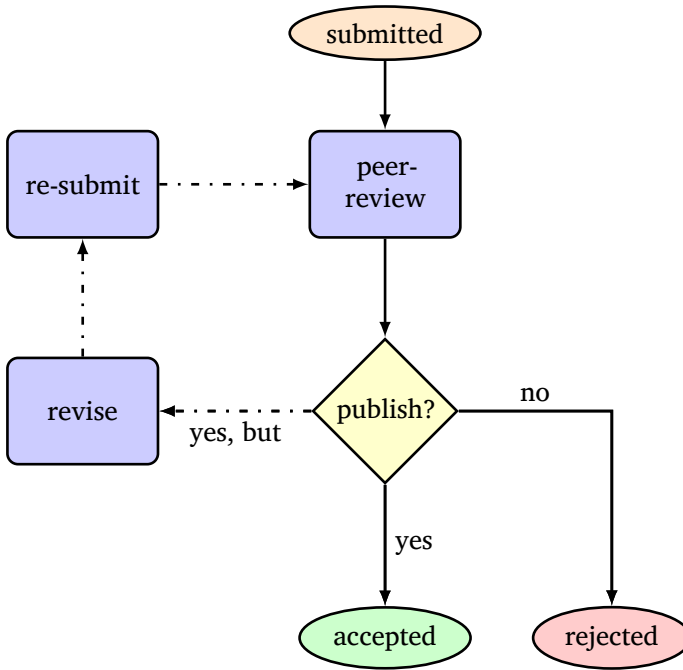 submitted
re-submit
peer-
review
revise
publish?
no
yes, but
yes
accepted
rejected